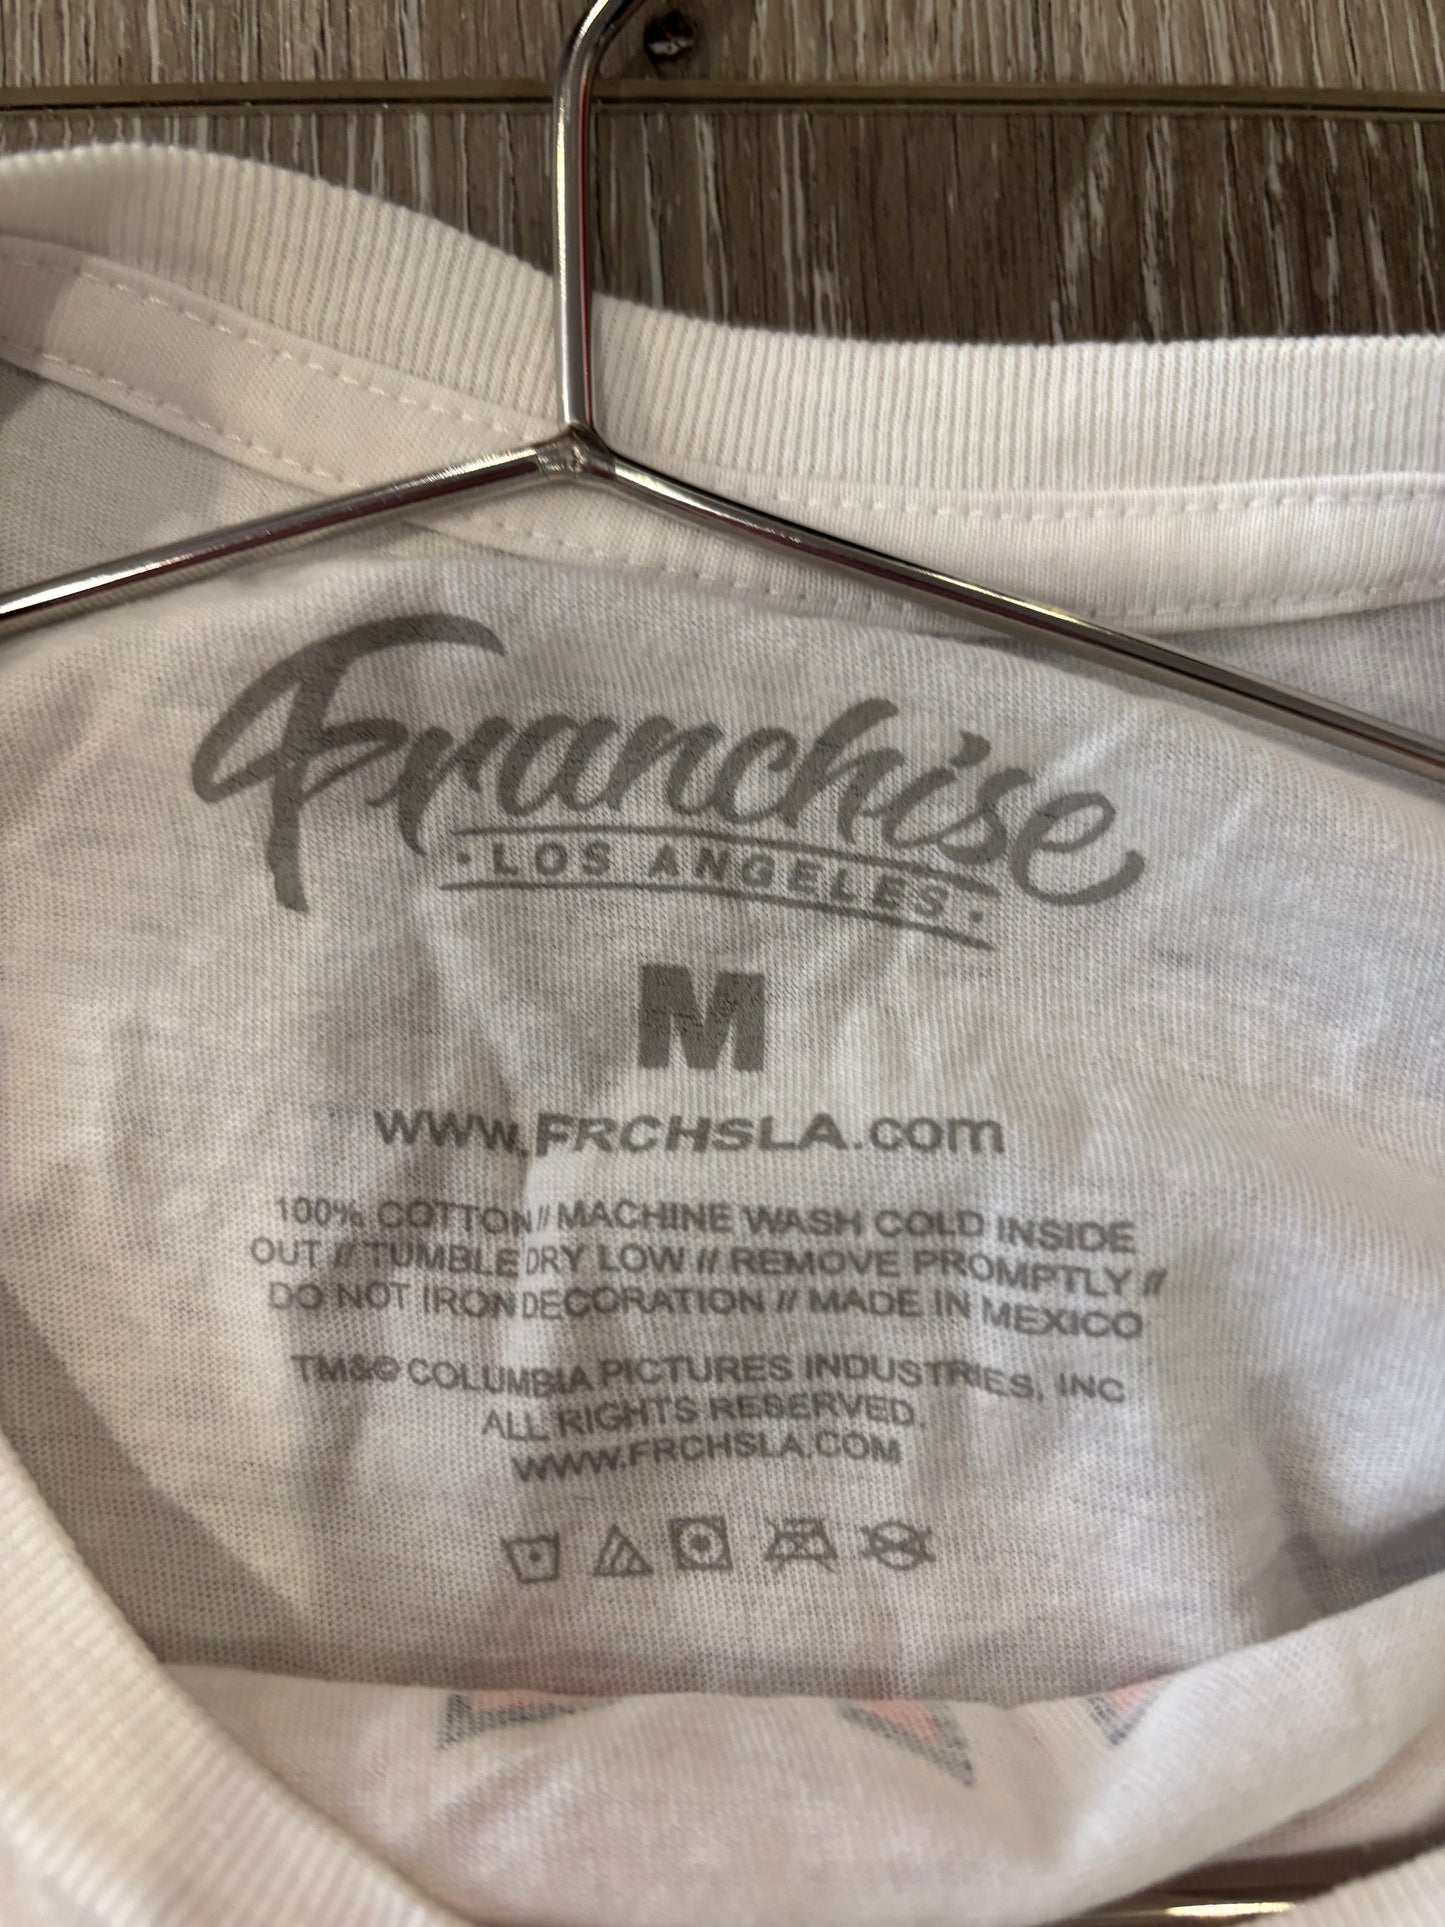 Franchise
· LOS ANGELES ·
M
www.FRCHSLA.com
100% COTTON // MACHINE WASH COLD INSIDE
OUT // TUMBLE DRY LOW // REMOVE PROMPTLY //
DO NOT IRON DECORATION // MADE IN MEXICO
TM&© COLUMBIA PICTURES INDUSTRIES, INC
ALL RIGHTS RESERVED.
WWW.FRCHSLA.COM